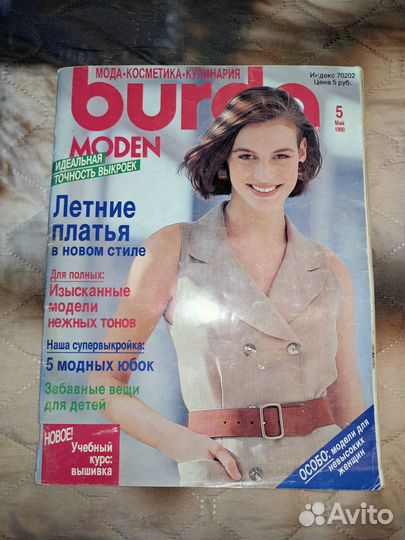 МОДА•КОСМЕТИКА•КУЛИНАРИЯ
Индекс 70202
Цена 5 руб.
burda
MODEN
5
Май
1990
ИДЕАЛЬНАЯ
ТОЧНОСТЬ ВЫКРОЕК
Летние
платья
в новом стиле
Для полных:
Изысканные
модели
нежных тонов
Наша супервыкройка:
5 модных юбок
Забавные вещи
для детей
НОВОЕ!
Учебный
курс:
вышивка
ОСОБО: модели для
невысоких
женщин
Avito